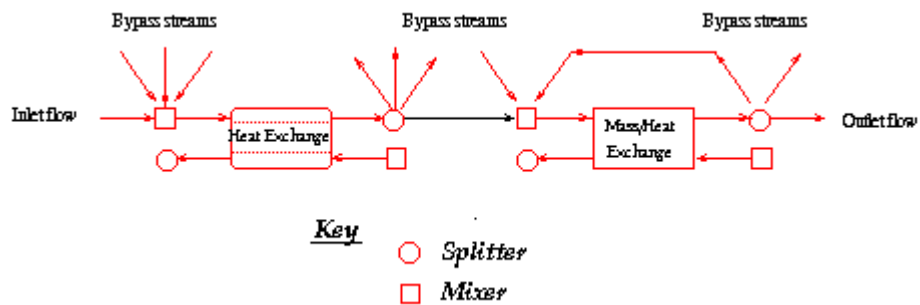 Bypass streams Bypass streams Bypass streams
Inlet flow Heat Exchange Mass/Heat Exchange Outlet flow
Key
Splitter
Mixer